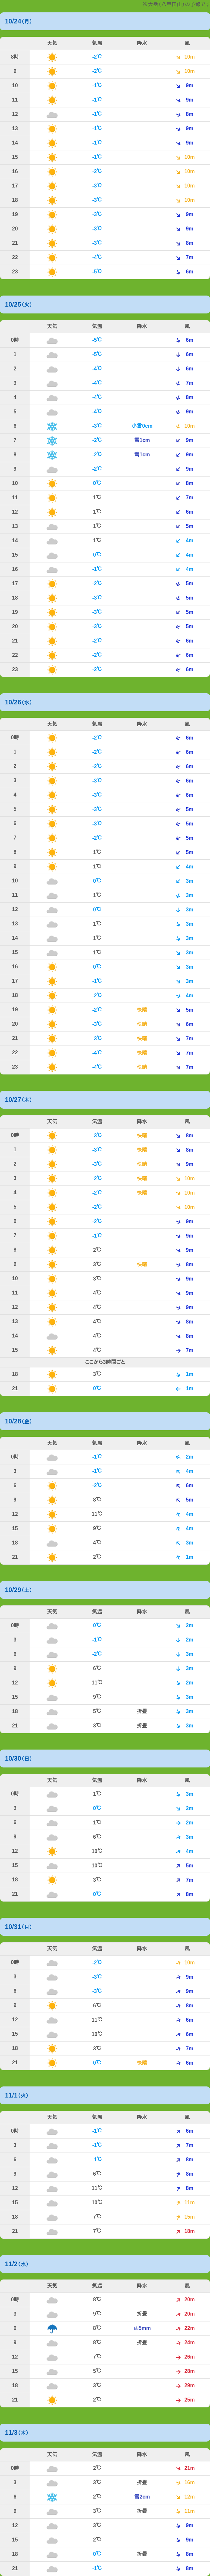 10/24(月)
天気 気温 降水 風
8時 -2℃ 10m
9 -2℃ 10m
10 -1℃ 9m
11 -1℃ 9m
12 -1℃ 8m
13 -1℃ 9m
14 -1℃ 9m
15 -1℃ 10m
16 -2℃ 10m
17 -3℃ 10m
18 -3℃ 10m
19 -3℃ 9m
20 -3℃ 9m
21 -3℃ 8m
22 -4℃ 7m
23 -5℃ 6m
10/25(火)
天気 気温 降水 風
0時 -5℃ 6m
1 -5℃ 6m
2 -4℃ 6m
3 -4℃ 7m
4 -4℃ 8m
5 -4℃ 9m
6 -3℃ 小雪0cm 10m
7 -2℃ 雪1cm 9m
8 -2℃ 雪1cm 9m
9 -2℃ 9m
10 0℃ 8m
11 1℃ 7m
12 1℃ 6m
13 1℃ 5m
14 1℃ 4m
15 0℃ 4m
16 -1℃ 4m
17 -2℃ 5m
18 -3℃ 5m
19 -3℃ 5m
20 -3℃ 5m
21 -2℃ 6m
22 -2℃ 6m
23 -2℃ 6m
10/26(水)
天気 気温 降水 風
0時 -2℃ 6m
1 -2℃ 6m
2 -2℃ 6m
3 -3℃ 6m
4 -3℃ 6m
5 -3℃ 5m
6 -3℃ 5m
7 -2℃ 5m
8 1℃ 5m
9 1℃ 4m
10 0℃ 3m
11 1℃ 3m
12 0℃ 3m
13 1℃ 3m
14 1℃ 3m
15 1℃ 3m
16 0℃ 3m
17 -1℃ 3m
18 -2℃ 4m
19 -2℃ 快晴 5m
20 -3℃ 快晴 6m
21 -3℃ 快晴 7m
22 -4℃ 快晴 7m
23 -4℃ 快晴 7m
10/27(木)
天気 気温 降水 風
0時 -3℃ 快晴 8m
1 -3℃ 快晴 8m
2 -3℃ 快晴 9m
3 -2℃ 快晴 10m
4 -2℃ 快晴 10m
5 -2℃ 10m
6 -2℃ 9m
7 -1℃ 9m
8 2℃ 9m
9 3℃ 快晴 8m
10 3℃ 9m
11 4℃ 9m
12 4℃ 9m
13 4℃ 8m
14 4℃ 8m
15 4℃ 7m
ここから3時間ごと
18 3℃ 1m
21 0℃ 1m
10/28(金)
天気 気温 降水 風
0時 -1℃ 2m
3 -1℃ 4m
6 -2℃ 6m
9 8℃ 5m
12 11℃ 4m
15 9℃ 4m
18 4℃ 3m
21 2℃ 1m
10/29(土)
天気 気温 降水 風
0時 0℃ 2m
3 -1℃ 2m
6 -2℃ 3m
9 6℃ 3m
12 11℃ 2m
15 9℃ 3m
18 5℃ 折畳 3m
21 3℃ 折畳 3m
10/30(日)
天気 気温 降水 風
0時 1℃ 3m
3 0℃ 2m
6 1℃ 2m
9 6℃ 3m
12 10℃ 4m
15 10℃ 5m
18 3℃ 7m
21 0℃ 8m
10/31(月)
天気 気温 降水 風
0時 -2℃ 10m
3 -3℃ 9m
6 -3℃ 9m
9 6℃ 8m
12 11℃ 6m
15 10℃ 6m
18 3℃ 7m
21 0℃ 快晴 6m
11/1(火)
天気 気温 降水 風
0時 -1℃ 6m
3 -1℃ 7m
6 -1℃ 8m
9 6℃ 8m
12 11℃ 8m
15 10℃ 11m
18 7℃ 15m
21 7℃ 18m
11/2(水)
天気 気温 降水 風
0時 8℃ 20m
3 9℃ 折畳 20m
6 8℃ 雨5mm 22m
9 8℃ 折畳 24m
12 7℃ 26m
15 5℃ 28m
18 3℃ 29m
21 2℃ 25m
11/3(木)
天気 気温 降水 風
0時 2℃ 21m
3 3℃ 折畳 16m
6 2℃ 雪2cm 12m
9 3℃ 折畳 11m
12 3℃ 9m
15 2℃ 9m
18 0℃ 折畳 8m
21 -1℃ 8m